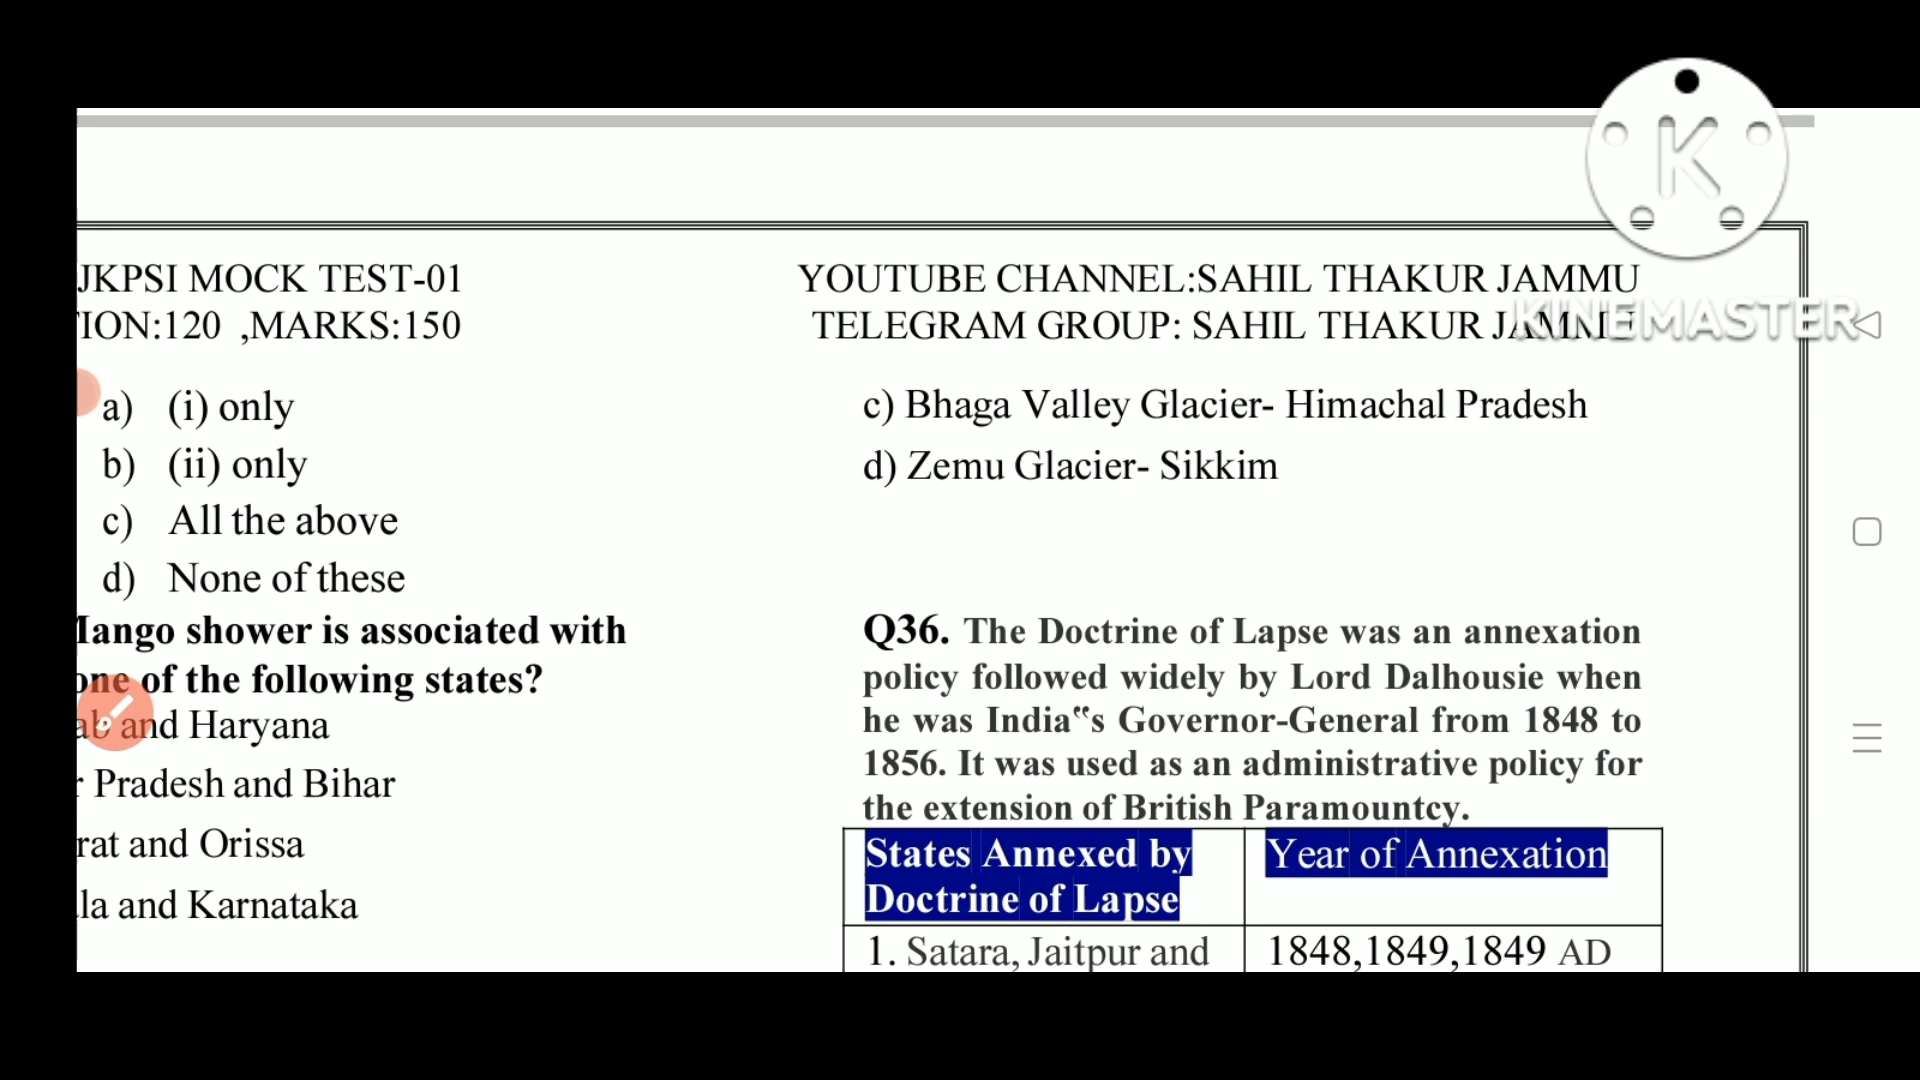 JKPSI MOCK TEST-01
YOUTUBE CHANNEL:SAHIL THAKUR JAMMU
ION:120 ,MARKS:150
TELEGRAM GROUP: SAHIL THAKUR
KINEMASTER
a) (i) only
b) (ii) only
c) All the above
d) None of these
Mango shower is associated with
one of the following states?
ab and Haryana
r Pradesh and Bihar
rat and Orissa
la and Karnataka
c) Bhaga Valley Glacier- Himachal Pradesh
d) Zemu Glacier- Sikkim
Q36. The Doctrine of Lapse was an annexation
policy followed widely by Lord Dalhousie when
he was India‟s Governor-General from 1848 to
1856. It was used as an administrative policy for
the extension of British Paramountcy.
States Annexed by
Doctrine of Lapse
Year of Annexation
1. Satara, Jaitpur and
1848,1849,1849 AD